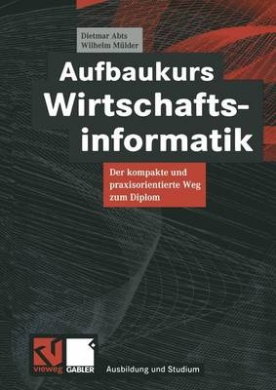 Dietmar Abts
Wilhelm Mülder
Aufbaukurs
Wirtschafts-
informatik
Der kompakte und
praxisorientierte Weg
zum Diplom
vieweg
GABLER
Ausbildung und Studium